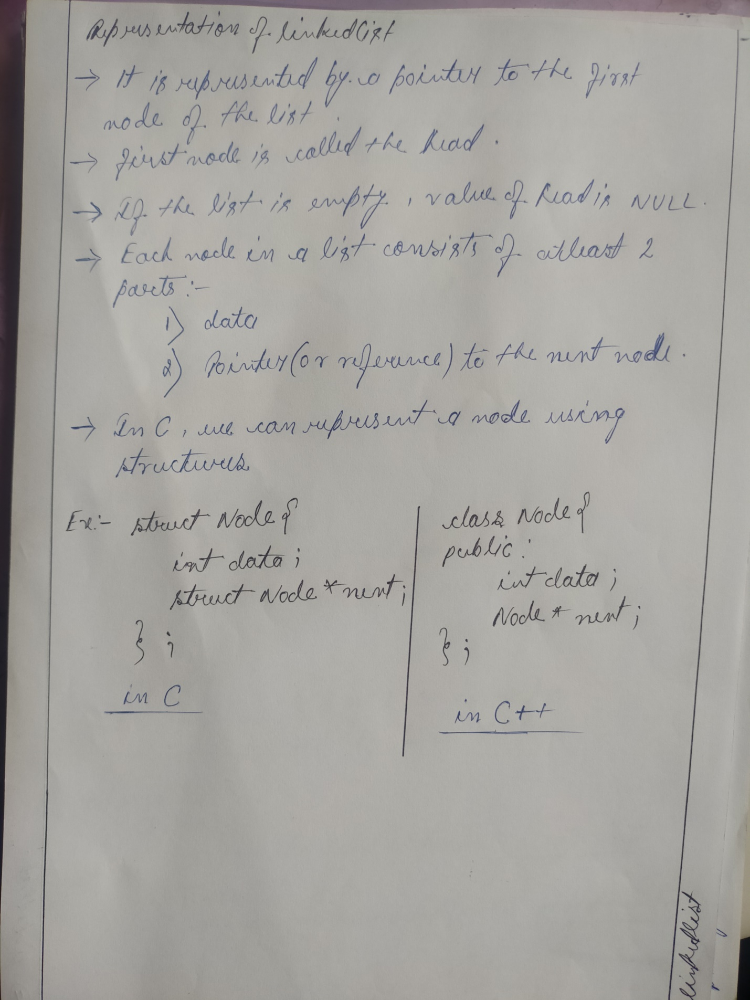 Representation of linkedlist
→ It is represented by a pointer to the first
node of the list.
→ first node is called the head.
→ If the list is empty, value of head is NULL.
→ Each node in a list consists of atleast 2
parts:-
1) data
2) Pointer (or reference) to the next node.
→ In C, we can represent a node using
structures
Ex:- struct Node {
int data;
struct Node * next;
};
in C
class Node {
public:
int data;
Node * next;
};
in C++
linkedlist